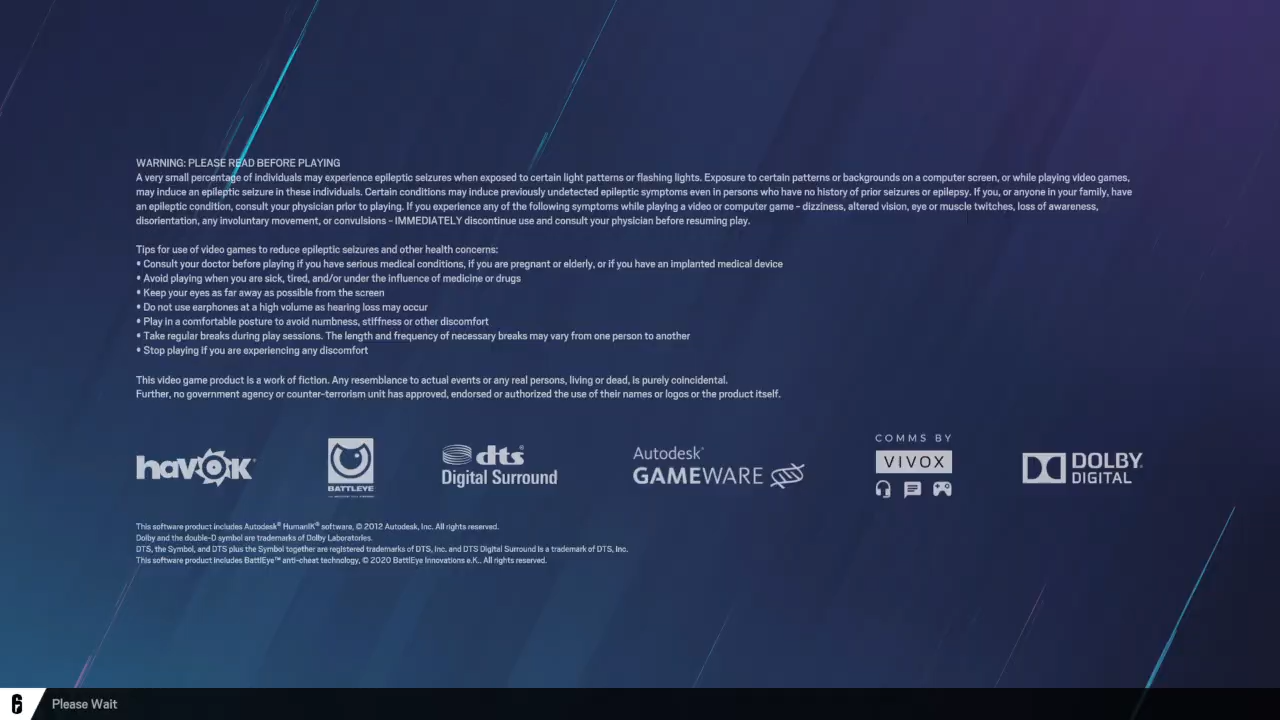 WARNING: PLEASE READ BEFORE PLAYING
A very small percentage of individuals may experience epileptic seizures when exposed to certain light patterns or flashing lights. Exposure to certain patterns or backgrounds on a computer screen, or while playing video games,
may induce an epileptic seizure in these individuals. Certain conditions may induce previously undetected epileptic symptoms even in persons who have no history of prior seizures or epilepsy. If you, or anyone in your family, have
an epileptic condition, consult your physician prior to playing. If you experience any of the following symptoms while playing a video or computer game - dizziness, altered vision, eye or muscle twitches, loss of awareness,
disorientation, any involuntary movement, or convulsions - IMMEDIATELY discontinue use and consult your physician before resuming play.
Tips for use of video games to reduce epileptic seizures and other health concerns:
• Consult your doctor before playing if you have serious medical conditions, if you are pregnant or elderly, or if you have an implanted medical device
• Avoid playing when you are sick, tired, and/or under the influence of medicine or drugs
• Keep your eyes as far away as possible from the screen
• Do not use earphones at a high volume as hearing loss may occur
• Play in a comfortable posture to avoid numbness, stiffness or other discomfort
• Take regular breaks during play sessions. The length and frequency of necessary breaks may vary from one person to another
• Stop playing if you are experiencing any discomfort
This video game product is a work of fiction. Any resemblance to actual events or any real persons, living or dead, is purely coincidental.
Further, no government agency or counter-terrorism unit has approved, endorsed or authorized the use of their names or logos or the product itself.
havok
BATTLEYE
dts
Digital Surround
Autodesk®
GAMEWARE
COMMS BY
VIVOX
DOLBY
DIGITAL
This software product includes Autodesk® HumanIK® software, © 2012 Autodesk, Inc. All rights reserved.
Dolby and the double-D symbol are trademarks of Dolby Laboratories.
DTS, the Symbol, and DTS plus the Symbol together are registered trademarks of DTS, Inc. and DTS Digital Surround is a trademark of DTS, Inc.
This software product includes BattlEye™ anti-cheat technology, © 2020 BattlEye Innovations e.K.. All rights reserved.
6
Please Wait